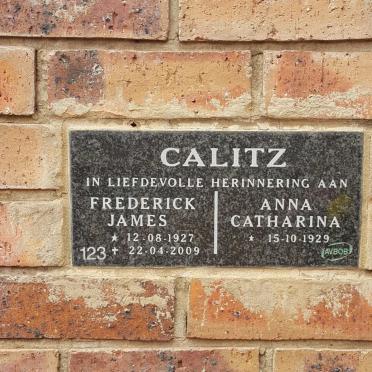 CALITZ
IN LIEFDEVOLLE HERINNERING AAN
FREDERICK
JAMES
★ 12-08-1927
✝ 22-04-2009
ANNA
CATHARINA
★ 15-10-1929
123
AVBOB